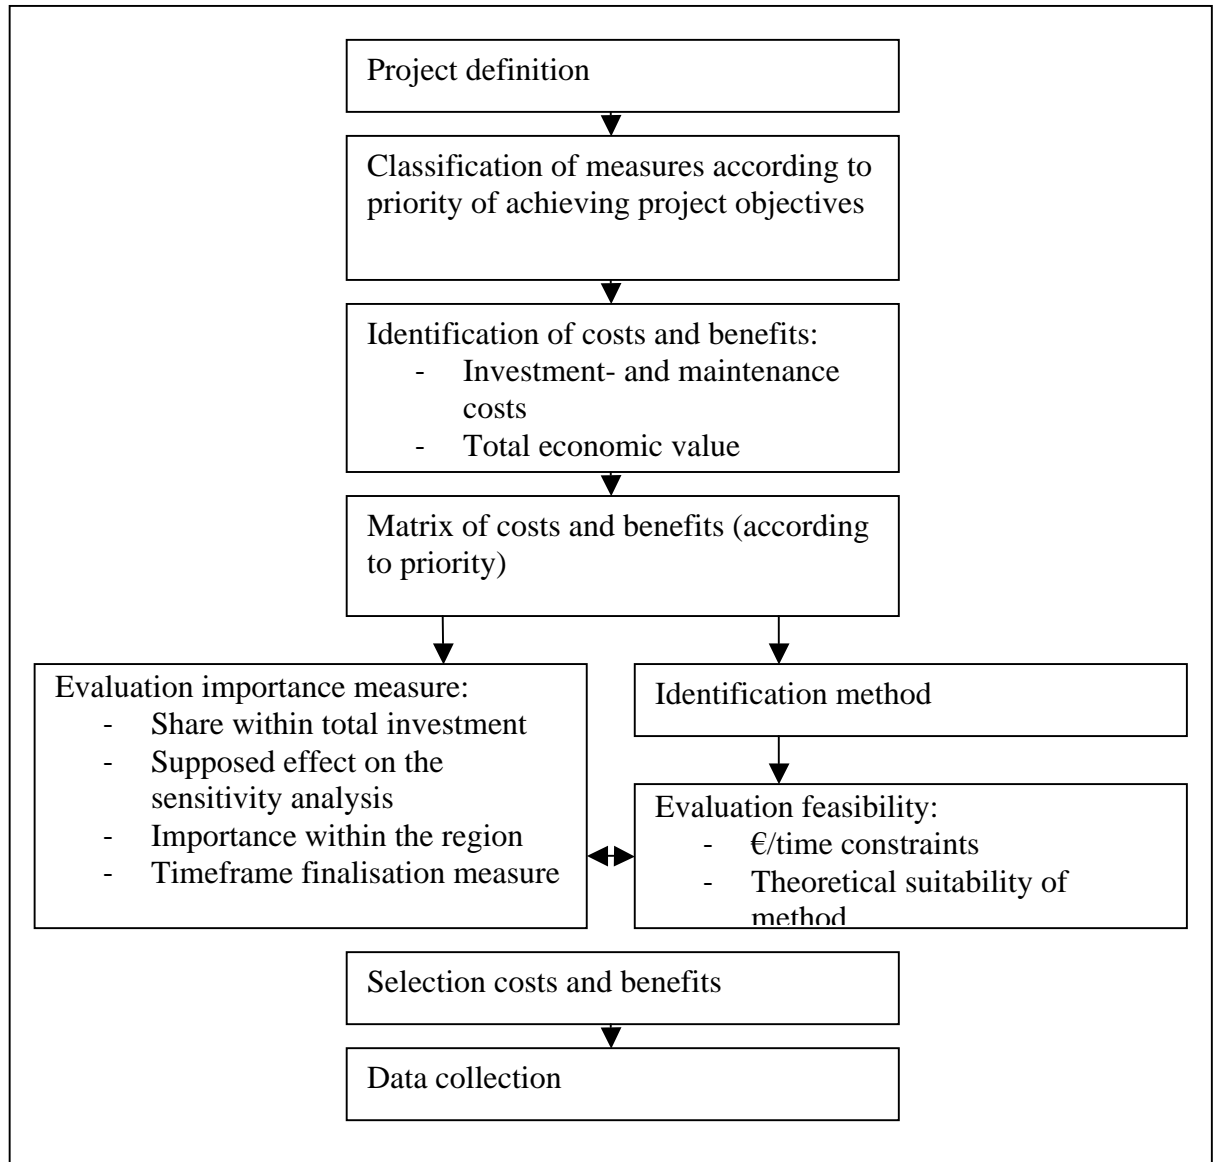 Project definition
Classification of measures according to
priority of achieving project objectives
Identification of costs and benefits:
- Investment- and maintenance
costs
- Total economic value
Matrix of costs and benefits (according
to priority)
Evaluation importance measure:
- Share within total investment
- Supposed effect on the
sensitivity analysis
- Importance within the region
- Timeframe finalisation measure
Identification method
Evaluation feasibility:
- €/time constraints
- Theoretical suitability of
method
Selection costs and benefits
Data collection